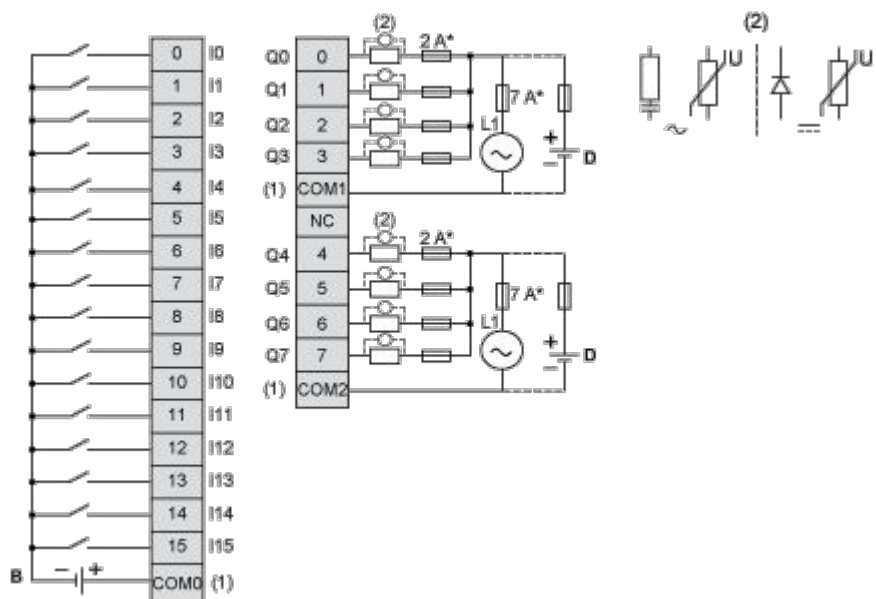 0 I0
1 I1
2 I2
3 I3
4 I4
5 I5
6 I6
7 I7
8 I8
9 I9
10 I10
11 I11
12 I12
13 I13
14 I14
15 I15
B − + COM0 (1)
(2)
Q0 0 2 A*
Q1 1 7 A*
Q2 2 L1
Q3 3 + − D
(1) COM1
NC
(2)
Q4 4 2 A*
Q5 5 7 A*
Q6 6 L1
Q7 7 + − D
(1) COM2
(2)
U U